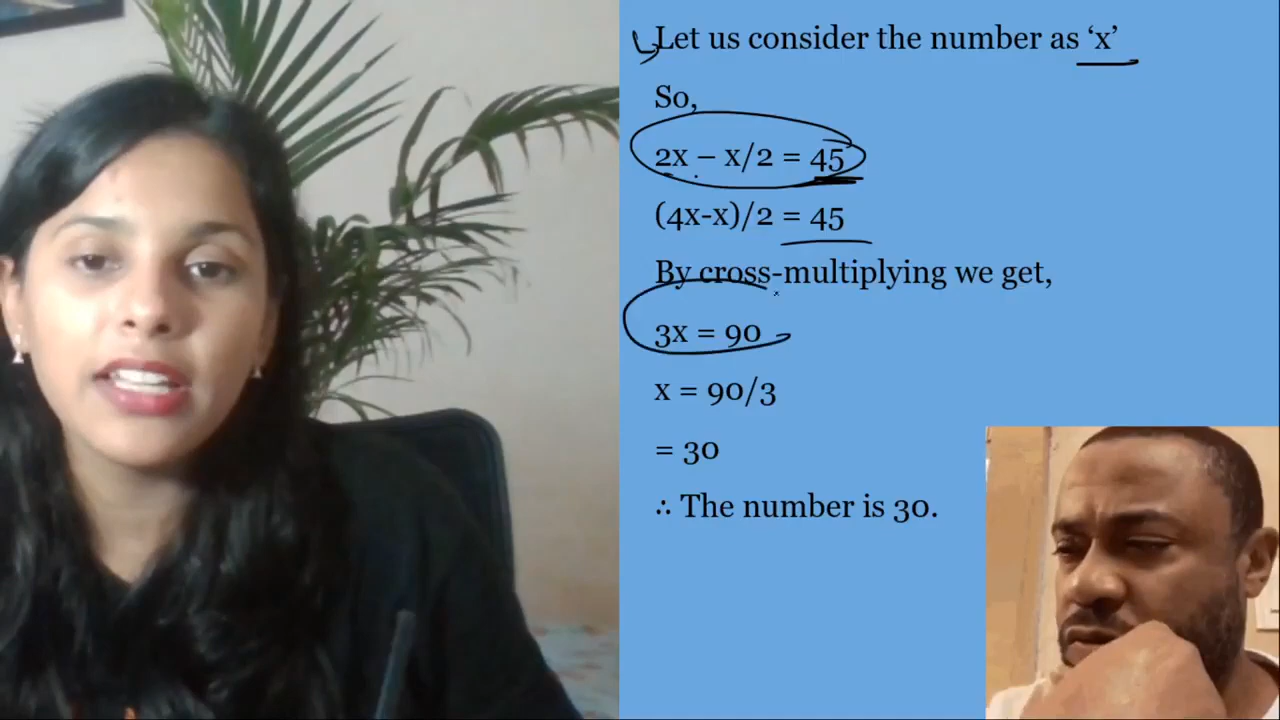 Let us consider the number as ‘x’
So,
2x – x/2 = 45
(4x-x)/2 = 45
By cross-multiplying we get,
3x = 90
x = 90/3
= 30
∴ The number is 30.